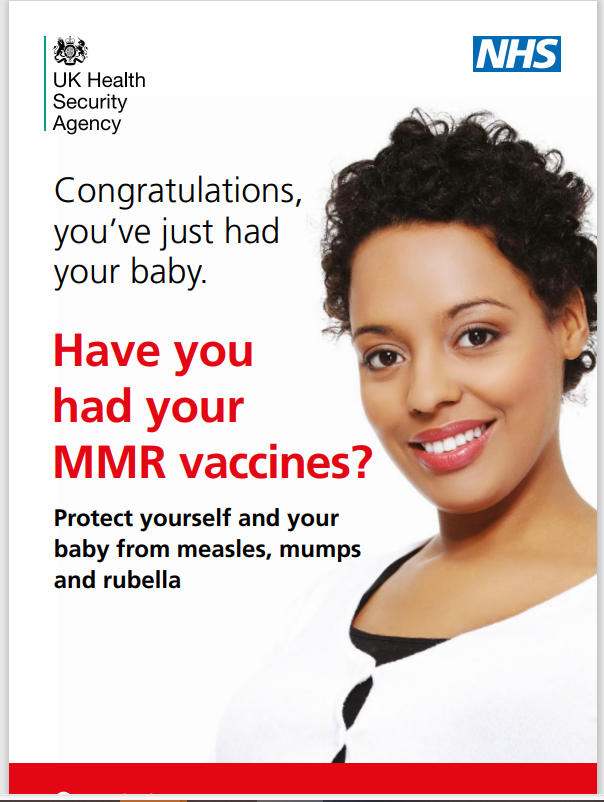 UK Health
Security
Agency
NHS
Congratulations,
you've just had
your baby.
Have you
had your
MMR vaccines?
Protect yourself and your
baby from measles, mumps
and rubella